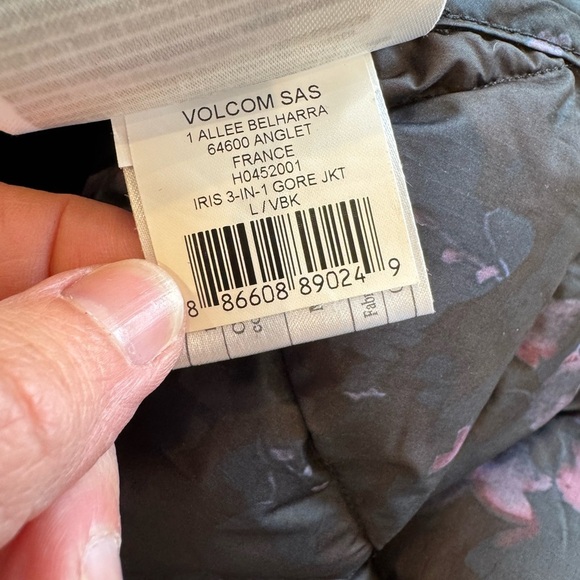 VOLCOM SAS
1 ALLEE BELHARRA
64600 ANGLET
FRANCE
H0452001
IRIS 3-IN-1 GORE JKT
L/VBK
8 86608 89024 9